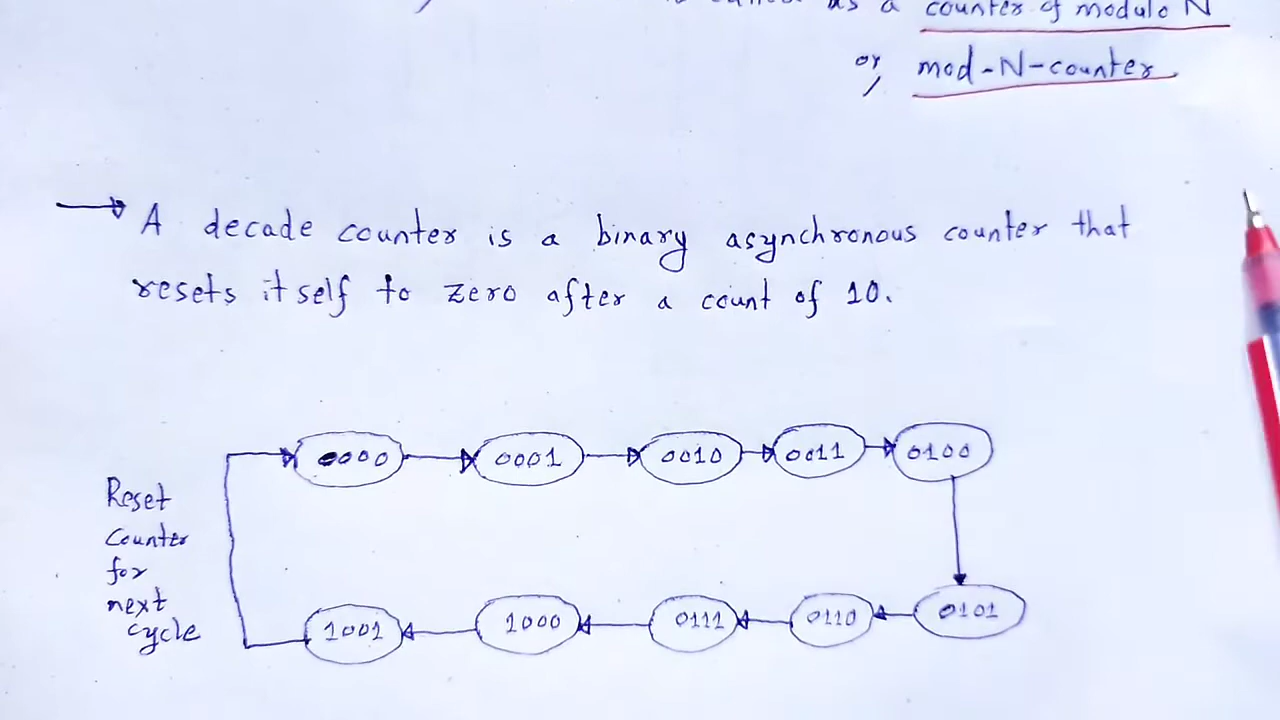 as a counter of modulo N
or, mod-N-counter
A decade counter is a binary asynchronous counter that
resets itself to zero after a count of 10.
0000 0001 0010 0011 0100
Reset
Counter
for
next
cycle
1001 1000 0111 0110 0101